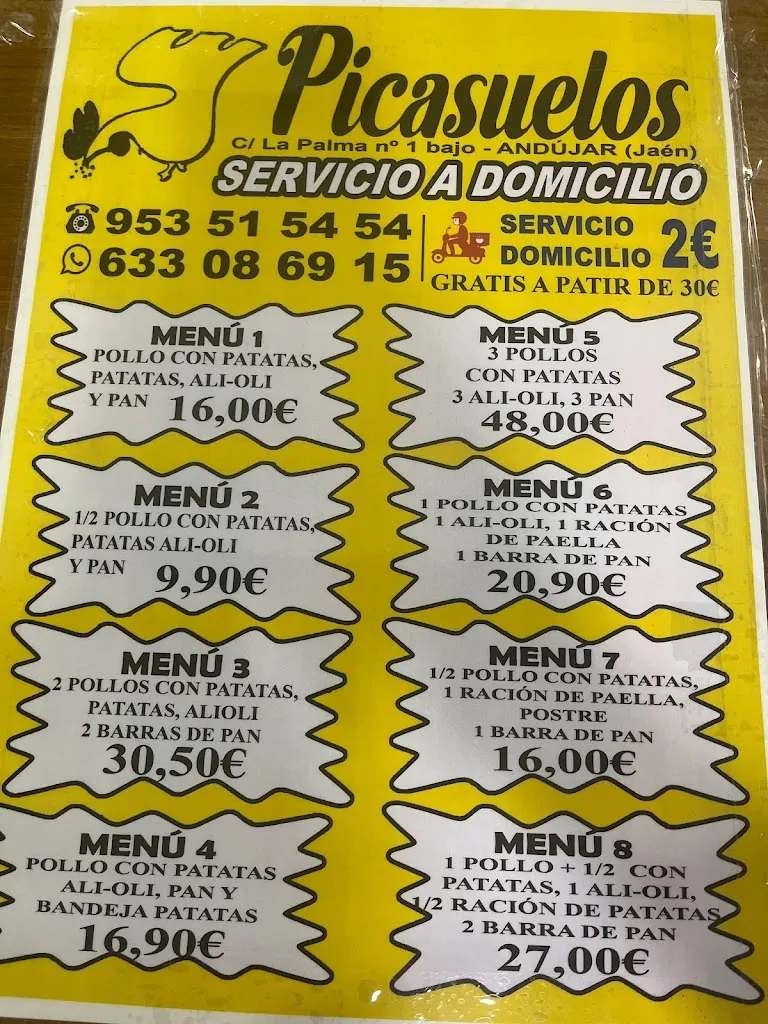 Picasuelos
C/ La Palma nº 1 bajo - ANDÚJAR (Jaén)
SERVICIO A DOMICILIO
953 51 54 54
633 08 69 15
SERVICIO
DOMICILIO 2€
GRATIS A PATIR DE 30€
MENÚ 1
POLLO CON PATATAS,
PATATAS, ALI-OLI
Y PAN 16,00€
MENÚ 2
1/2 POLLO CON PATATAS,
PATATAS ALI-OLI
Y PAN 9,90€
MENÚ 3
2 POLLOS CON PATATAS,
PATATAS, ALIOLI
2 BARRAS DE PAN
30,50€
MENÚ 4
POLLO CON PATATAS
ALI-OLI, PAN Y
BANDEJA PATATAS
16,90€
MENÚ 5
3 POLLOS
CON PATATAS
3 ALI-OLI, 3 PAN
48,00€
MENÚ 6
1 POLLO CON PATATAS
1 ALI-OLI, 1 RACIÓN
DE PAELLA
1 BARRA DE PAN
20,90€
MENÚ 7
1/2 POLLO CON PATATAS,
1 RACIÓN DE PAELLA,
POSTRE
1 BARRA DE PAN
16,00€
MENÚ 8
1 POLLO + 1/2 CON
PATATAS, 1 ALI-OLI,
1/2 RACIÓN DE PATATAS
2 BARRA DE PAN
27,00€